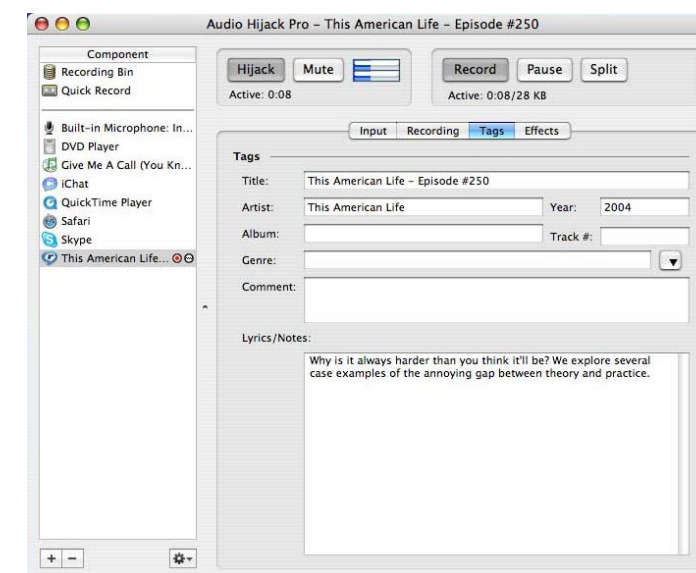 Audio Hijack Pro – This American Life – Episode #250
Component
Recording Bin
Quick Record
Built-in Microphone: In...
DVD Player
Give Me A Call (You Kn...
iChat
QuickTime Player
Safari
Skype
This American Life...
Hijack Mute
Active: 0:08
Record Pause Split
Active: 0:08/28 KB
Input Recording Tags Effects
Tags
Title: This American Life – Episode #250
Artist: This American Life Year: 2004
Album: Track #:
Genre:
Comment:
Lyrics/Notes:
Why is it always harder than you think it'll be? We explore several
case examples of the annoying gap between theory and practice.